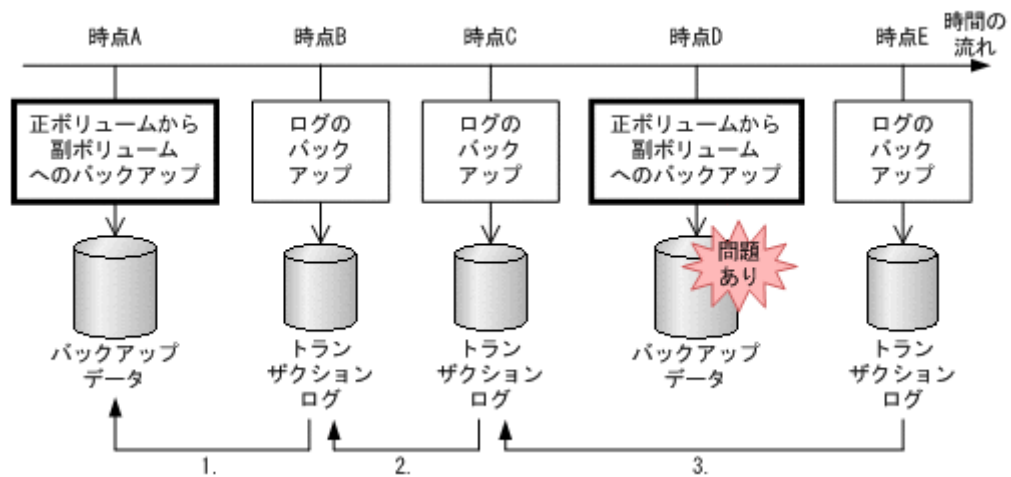 時点A
時点B
時点C
時点D
時点E
時間の
流れ
正ボリュームから
副ボリューム
へのバックアップ
ログの
バック
アップ
ログの
バック
アップ
正ボリュームから
副ボリューム
へのバックアップ
ログの
バック
アップ
問題
あり
バックアップ
データ
トラン
ザクション
ログ
トラン
ザクション
ログ
バックアップ
データ
トラン
ザクション
ログ
1.
2.
3.